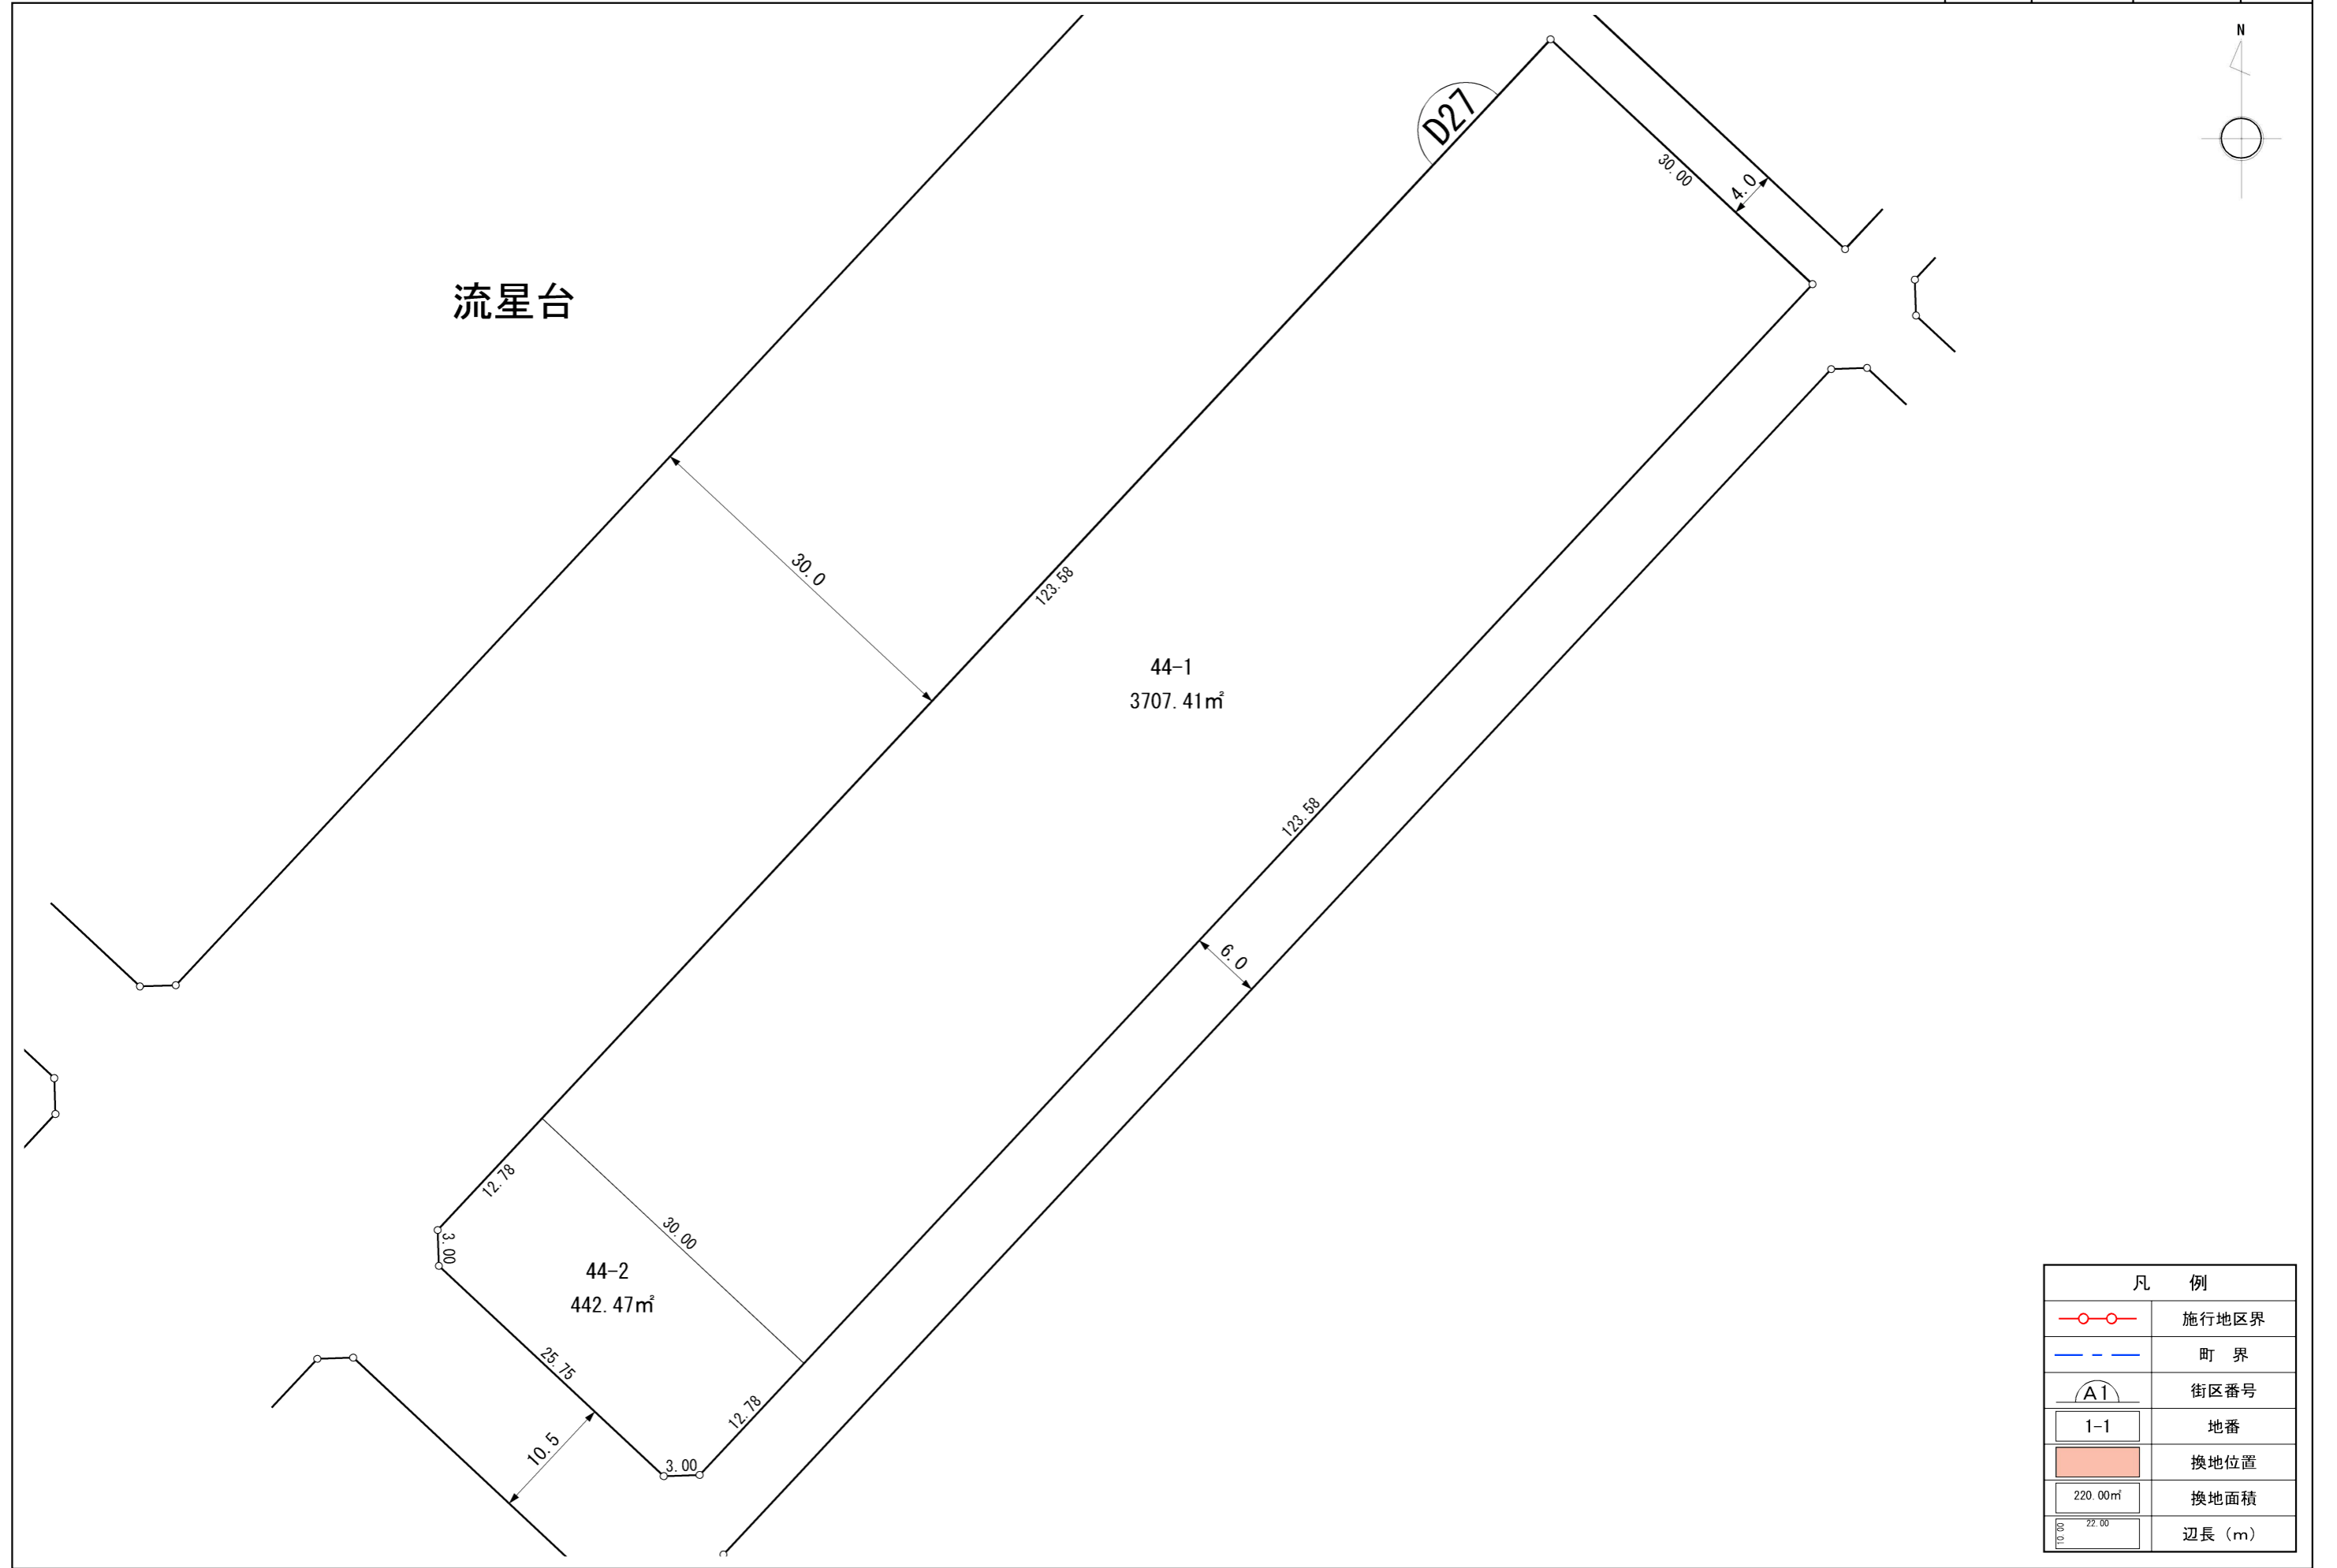 N
D27
30.00
4.0
流星台
30.0
123.58
44-1
3707.41㎡
123.58
6.0
12.78
30.00
3.00
44-2
442.47㎡
25.75
12.78
10.5
3.00
凡 例
施行地区界
町 界
A1 街区番号
1-1 地番
換地位置
220.00㎡ 換地面積
22.00
10.00
辺長（m）